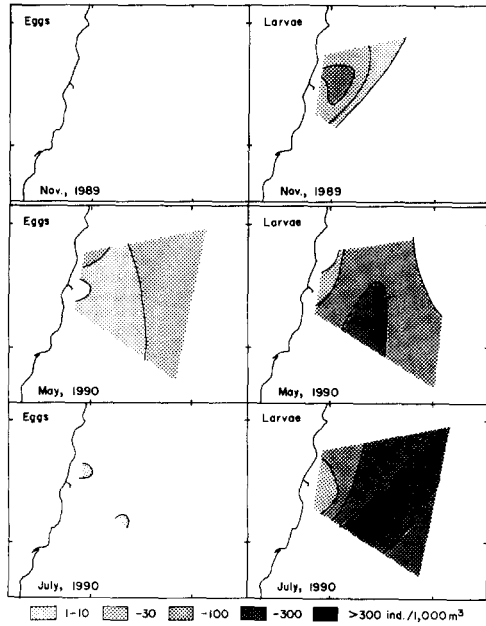 Eggs
Larvae
Nov., 1989
Nov., 1989
Eggs
Larvae
May, 1990
May, 1990
Eggs
Larvae
July, 1990
July, 1990
1-10
-30
-100
-300
>300 ind./1,000 m³